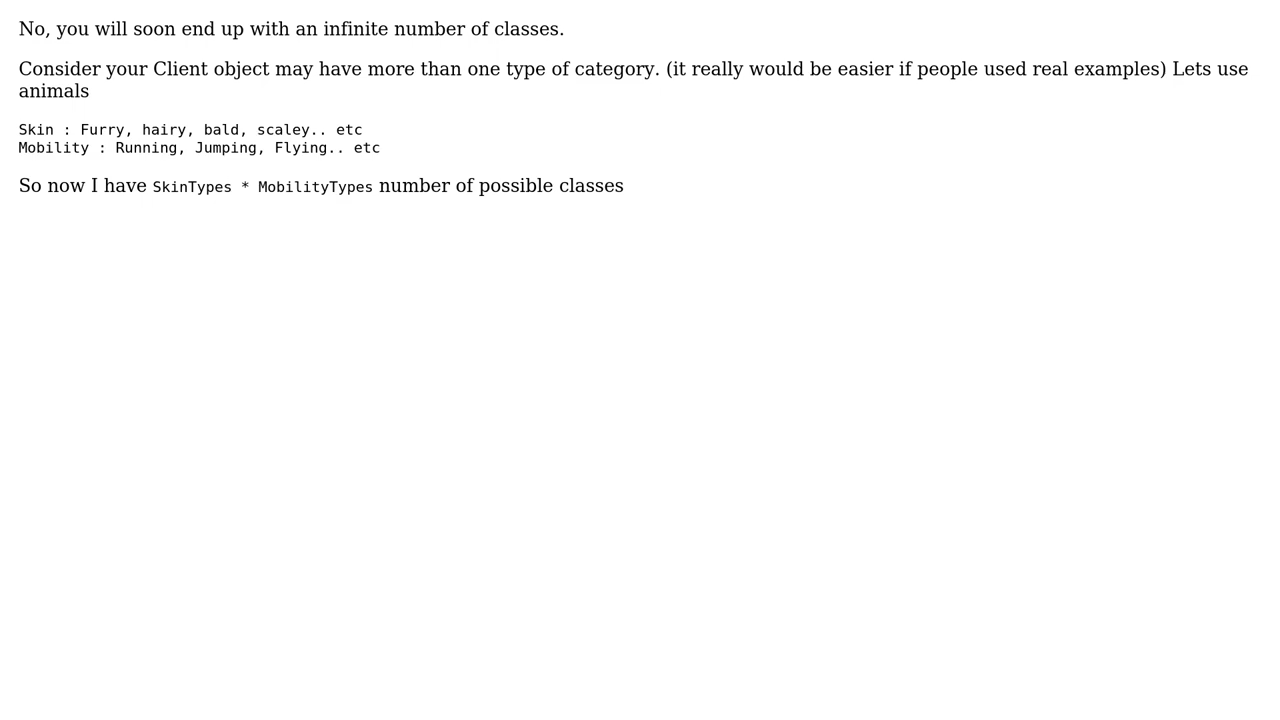 No, you will soon end up with an infinite number of classes.
Consider your Client object may have more than one type of category. (it really would be easier if people used real examples) Lets use
animals
Skin : Furry, hairy, bald, scaley.. etc
Mobility : Running, Jumping, Flying.. etc
So now I have SkinTypes * MobilityTypes number of possible classes